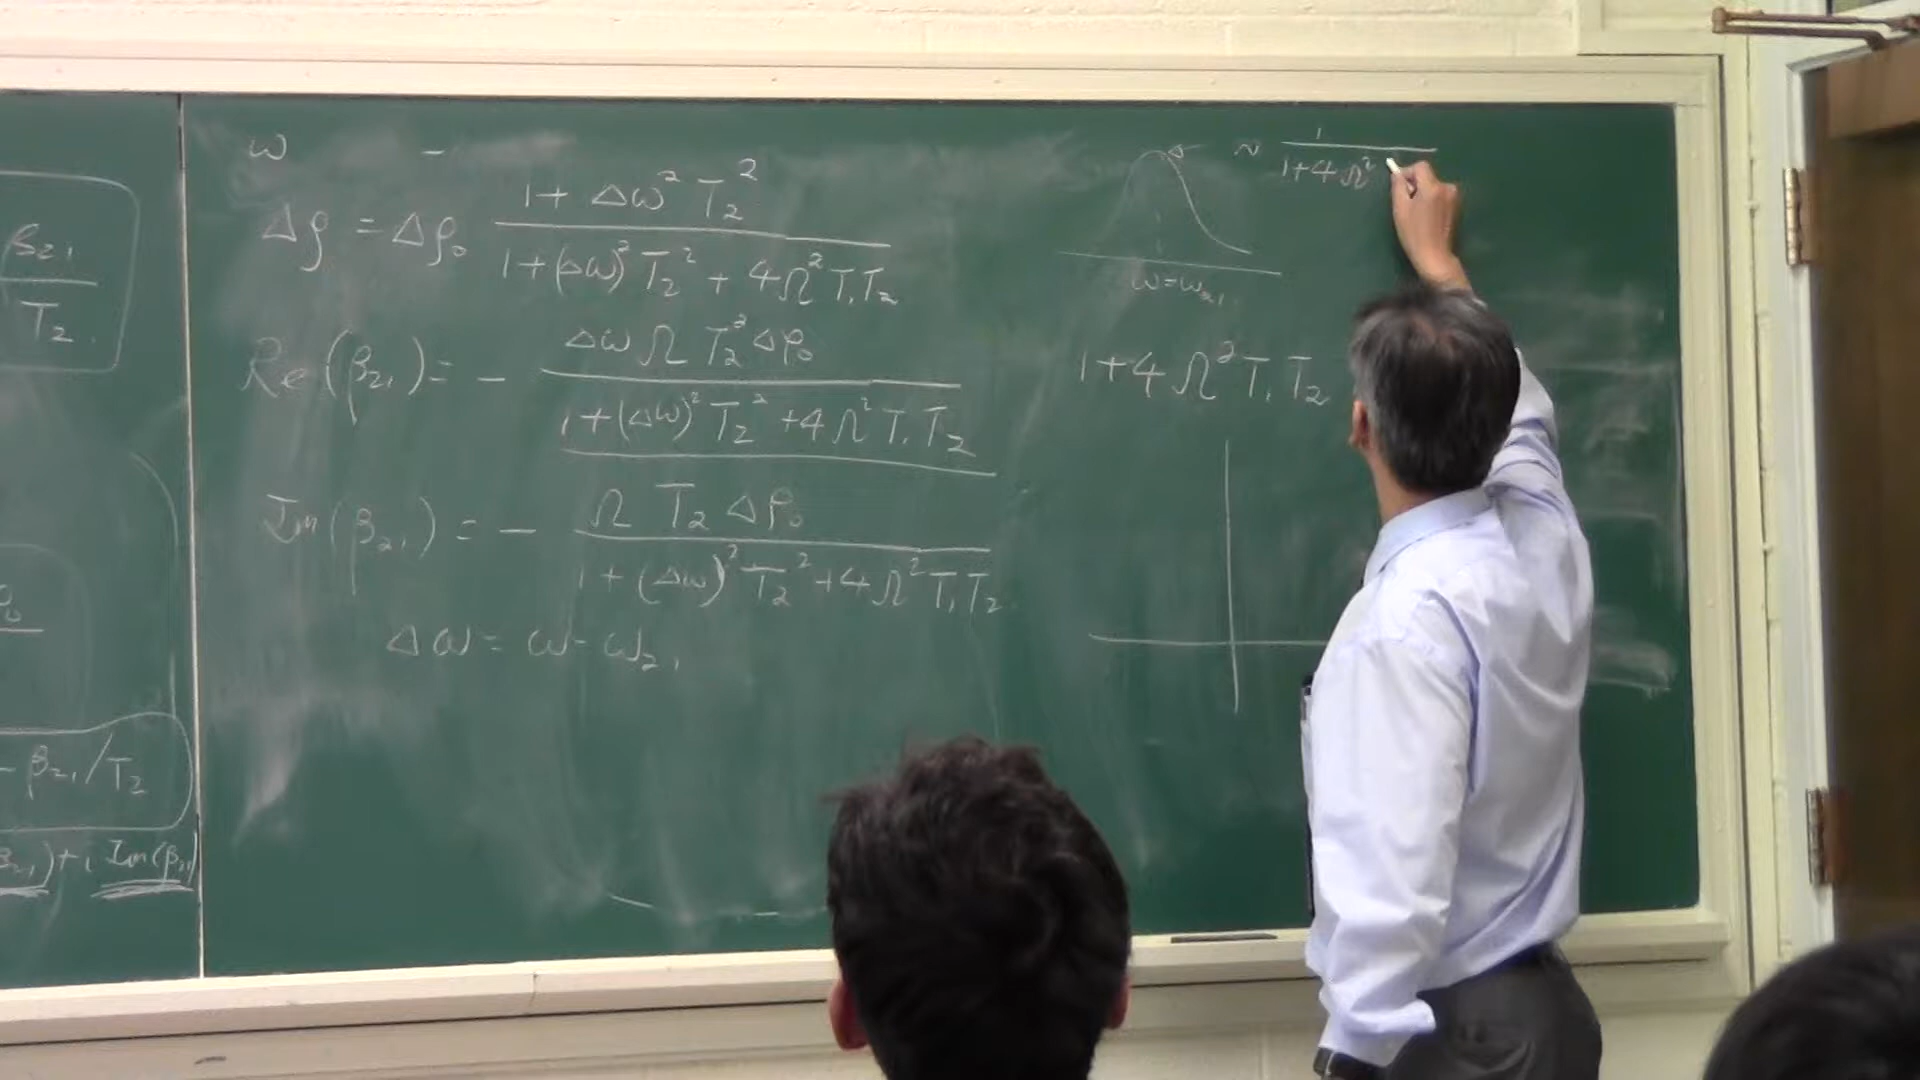 β₂₁
T₂.
ρ₀
- β₂₁/T₂
β₂₁) + i Im(β₂₁)
ω -
Δρ = Δρ₀ (1 + Δω² T₂²) / (1 + (Δω)² T₂² + 4Ω² T₁T₂)
Re(β₂₁) = - (Δω Ω T₂² Δρ₀) / (1 + (Δω)² T₂² + 4Ω² T₁T₂)
Im(β₂₁) = - (Ω T₂ Δρ₀) / (1 + (Δω)² T₂² + 4Ω² T₁T₂)
Δω = ω - ω₂₁
~ 1 / (1+4Ω²
ω=ω₂₁
1+4Ω² T₁T₂